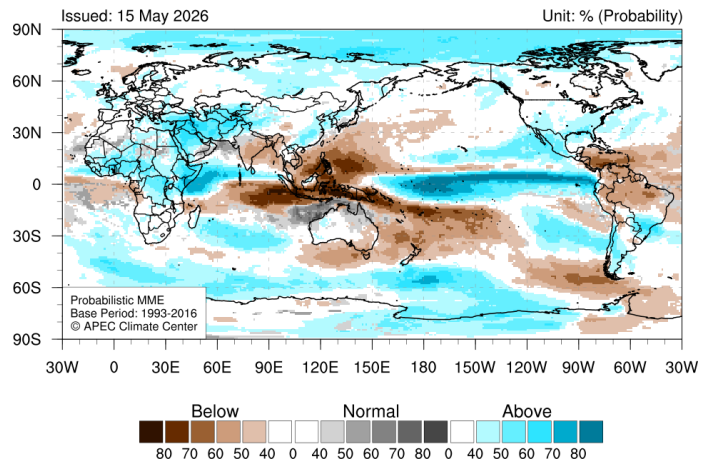 Issued: 15 May 2026 Unit: % (Probability)
90N
60N
30N
0
30S
60S
90S
Probabilistic MME
Base Period: 1993-2016
© APEC Climate Center
30W 0 30E 60E 90E 120E 150E 180 150W 120W 90W 60W 30W
Below Normal Above
80 70 60 50 40 0 40 50 60 70 80 0 40 50 60 70 80